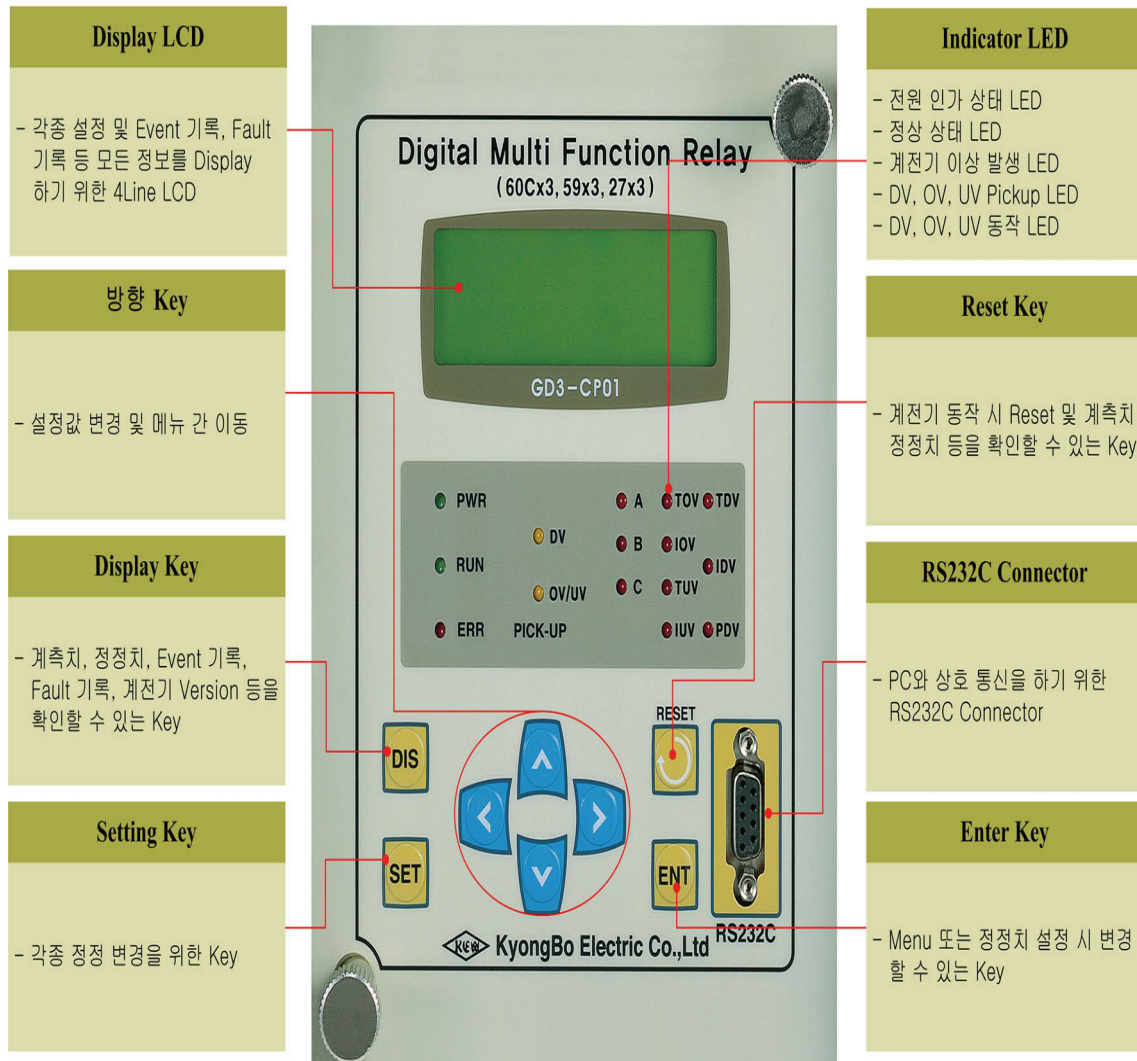 Display LCD
- 각종 설정 및 Event 기록, Fault
기록 등 모든 정보를 Display
하기 위한 4Line LCD
방향 Key
- 설정값 변경 및 메뉴 간 이동
Display Key
- 계측치, 정정치, Event 기록,
Fault 기록, 계전기 Version 등을
확인할 수 있는 Key
Setting Key
- 각종 정정 변경을 위한 Key
Digital Multi Function Relay
(60Cx3, 59x3, 27x3)
GD3-CP01
PWR
RUN
ERR
DV
OV/UV
PICK-UP
A
B
C
TOV
IOV
TUV
IUV
TDV
IDV
PDV
DIS
SET
RESET
ENT
RS232C
KEW KyongBo Electric Co.,Ltd
Indicator LED
- 전원 인가 상태 LED
- 정상 상태 LED
- 계전기 이상 발생 LED
- DV, OV, UV Pickup LED
- DV, OV, UV 동작 LED
Reset Key
- 계전기 동작 시 Reset 및 계측치
정정치 등을 확인할 수 있는 Key
RS232C Connector
- PC와 상호 통신을 하기 위한
RS232C Connector
Enter Key
- Menu 또는 정정치 설정 시 변경
할 수 있는 Key